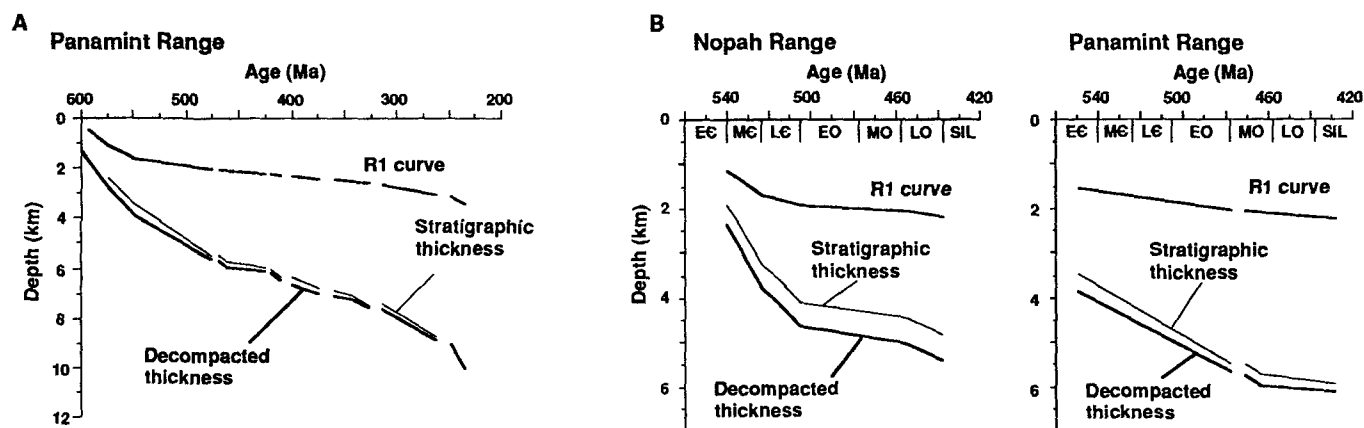 A
Panamint Range
Age (Ma)
600 500 400 300 200
0
2
4
6
8
10
12
Depth (km)
R1 curve
Stratigraphic
thickness
Decompacted
thickness
B
Nopah Range
Age (Ma)
540 500 460 420
EЄ MЄ LЄ EO MO LO SIL
0
2
4
6
Depth (km)
R1 curve
Stratigraphic
thickness
Decompacted
thickness
Panamint Range
Age (Ma)
540 500 460 420
EЄ MЄ LЄ EO MO LO SIL
0
2
4
6
R1 curve
Stratigraphic
thickness
Decompacted
thickness